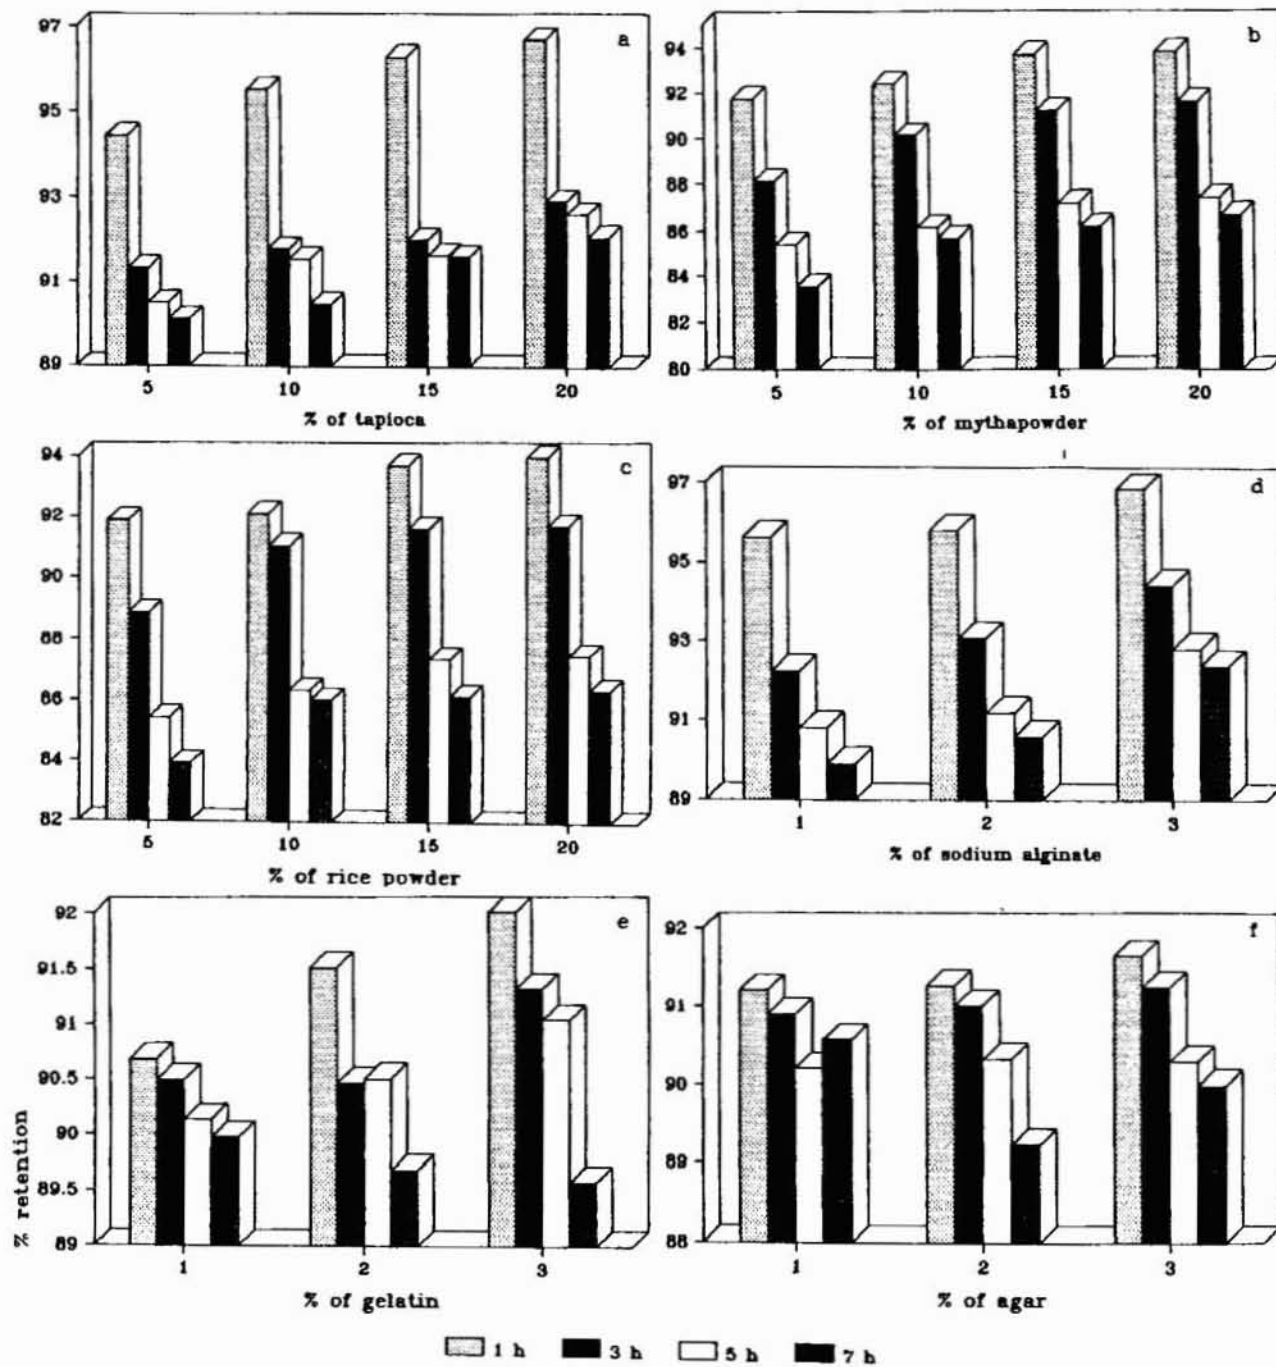 a
97
95
93
91
89
5 10 15 20
% of tapioca
b
94
92
90
88
86
84
82
80
5 10 15 20
% of mythapowder
c
94
92
90
88
86
84
82
5 10 15 20
% of rice powder
d
97
95
93
91
89
1 2 3
% of sodium alginate
e
92
91.5
91
90.5
90
89.5
89
% retention
1 2 3
% of gelatin
f
92
91
90
89
88
1 2 3
% of agar
1 h 3 h 5 h 7 h